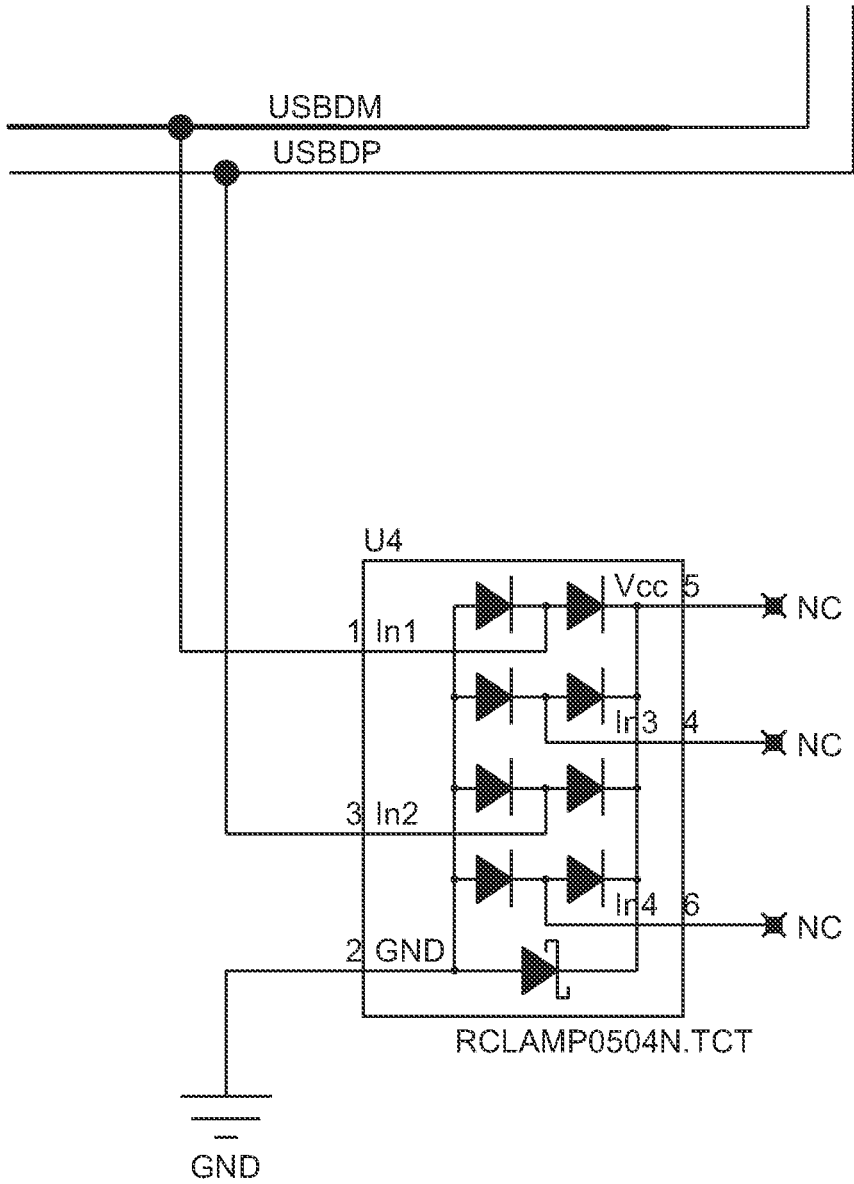 USBDM
USBDP
U4
Vcc 5
NC
1 In1
In3 4
NC
3 In2
In4 6
NC
2 GND
RCLAMP0504N.TCT
GND